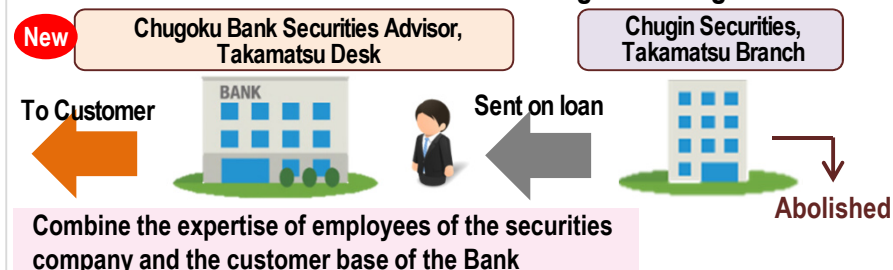 New
Chugoku Bank Securities Advisor,
Takamatsu Desk
Chugin Securities,
Takamatsu Branch
BANK
To Customer
Sent on loan
Abolished
Combine the expertise of employees of the securities
company and the customer base of the Bank